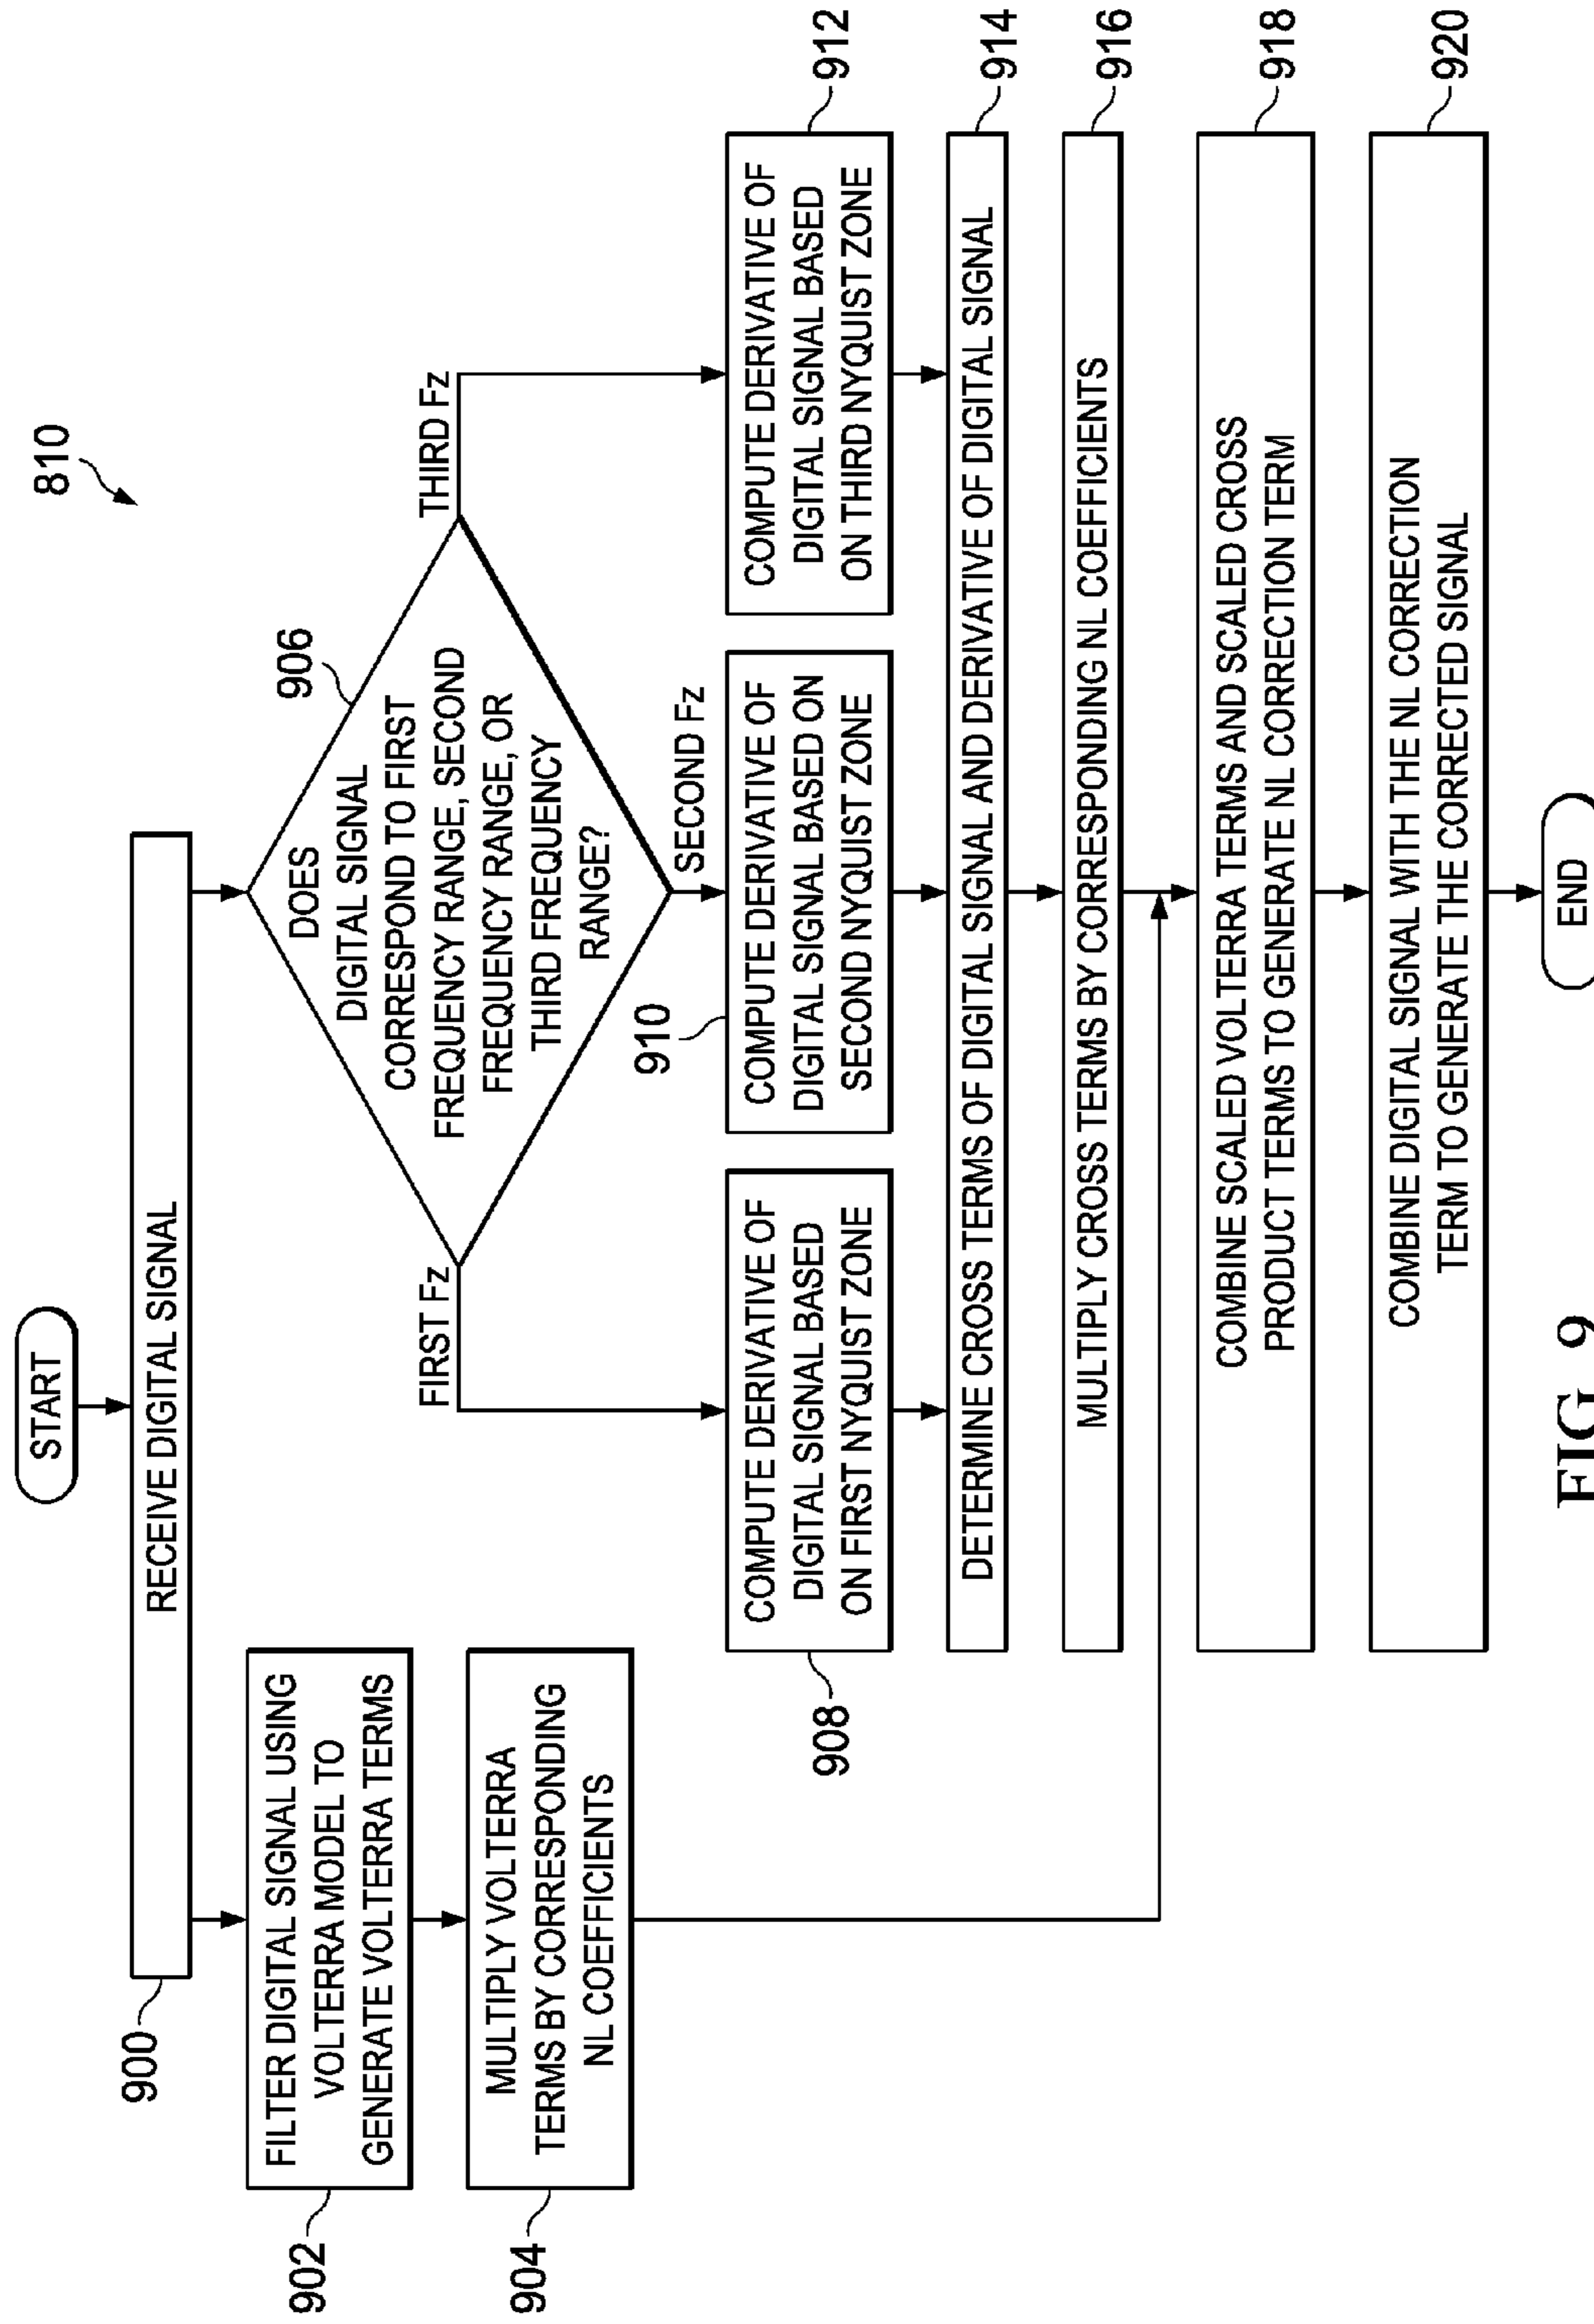 810
START
RECEIVE DIGITAL SIGNAL
900
FILTER DIGITAL SIGNAL USING
VOLTERRA MODEL TO
GENERATE VOLTERRA TERMS
902
MULTIPLY VOLTERRA
TERMS BY CORRESPONDING
NL COEFFICIENTS
904
DOES
DIGITAL SIGNAL
CORRESPOND TO FIRST
FREQUENCY RANGE, SECOND
FREQUENCY RANGE, OR
THIRD FREQUENCY
RANGE?
906
FIRST Fz
SECOND Fz
THIRD Fz
COMPUTE DERIVATIVE OF
DIGITAL SIGNAL BASED
ON FIRST NYQUIST ZONE
908
COMPUTE DERIVATIVE OF
DIGITAL SIGNAL BASED ON
SECOND NYQUIST ZONE
910
COMPUTE DERIVATIVE OF
DIGITAL SIGNAL BASED
ON THIRD NYQUIST ZONE
912
DETERMINE CROSS TERMS OF DIGITAL SIGNAL AND DERIVATIVE OF DIGITAL SIGNAL
914
MULTIPLY CROSS TERMS BY CORRESPONDING NL COEFFICIENTS
916
COMBINE SCALED VOLTERRA TERMS AND SCALED CROSS
PRODUCT TERMS TO GENERATE NL CORRECTION TERM
918
COMBINE DIGITAL SIGNAL WITH THE NL CORRECTION
TERM TO GENERATE THE CORRECTED SIGNAL
920
END
FIG. 9